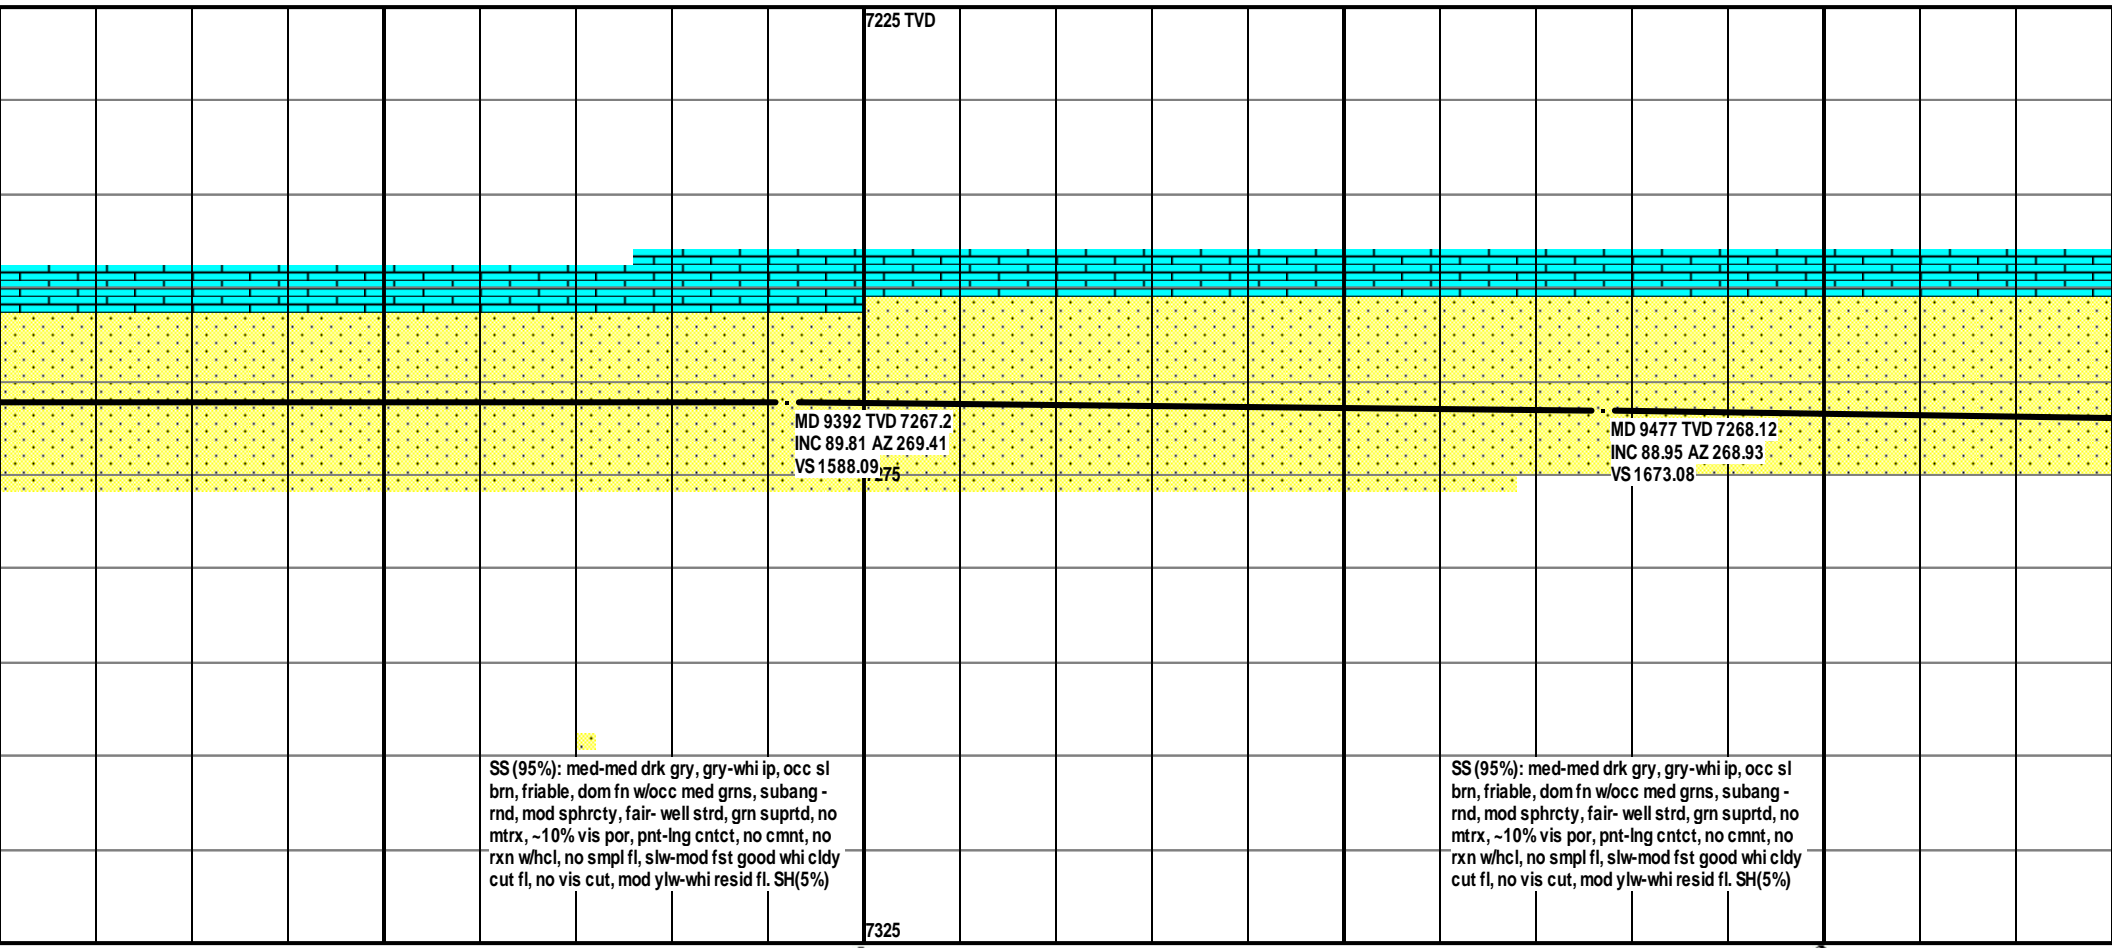 7225 TVD
MD 9392 TVD 7267.2
INC 89.81 AZ 269.41
VS 1588.09
7275
MD 9477 TVD 7268.12
INC 88.95 AZ 268.93
VS 1673.08
SS (95%): med-med drk gry, gry-whi ip, occ sl
brn, friable, dom fn w/occ med grns, subang -
rnd, mod sphrcty, fair- well strd, grn suprtd, no
mtrx, ~10% vis por, pnt-lng cntct, no cmnt, no
rxn w/hcl, no smpl fl, slw-mod fst good whi cldy
cut fl, no vis cut, mod ylw-whi resid fl. SH(5%)
SS (95%): med-med drk gry, gry-whi ip, occ sl
brn, friable, dom fn w/occ med grns, subang -
rnd, mod sphrcty, fair- well strd, grn suprtd, no
mtrx, ~10% vis por, pnt-lng cntct, no cmnt, no
rxn w/hcl, no smpl fl, slw-mod fst good whi cldy
cut fl, no vis cut, mod ylw-whi resid fl. SH(5%)
7325